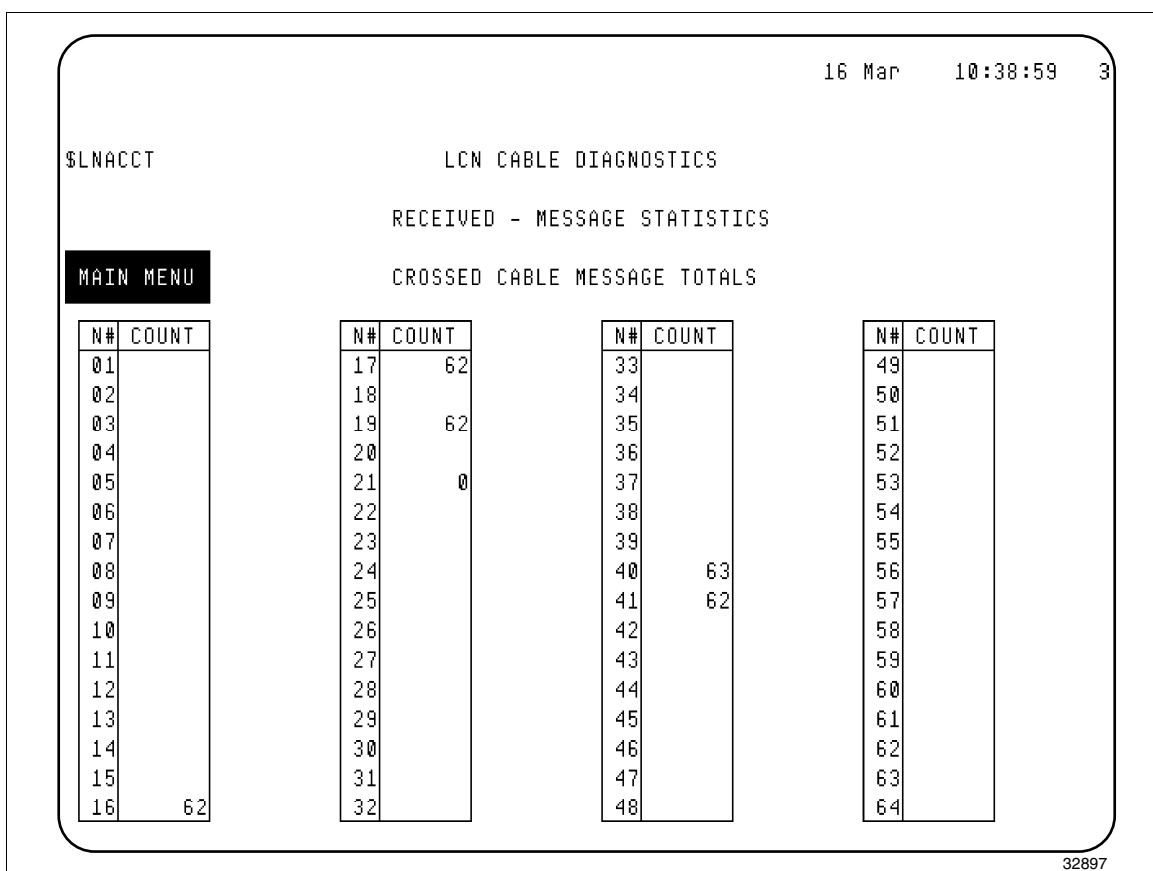 16 Mar 10:38:59 3
$LNACCT LCN CABLE DIAGNOSTICS
RECEIVED - MESSAGE STATISTICS
MAIN MENU CROSSED CABLE MESSAGE TOTALS
N# COUNT N# COUNT N# COUNT N# COUNT
01 17 62 33 49
02 18 34 50
03 19 62 35 51
04 20 36 52
05 21 0 37 53
06 22 38 54
07 23 39 55
08 24 40 63 56
09 25 41 62 57
10 26 42 58
11 27 43 59
12 28 44 60
13 29 45 61
14 30 46 62
15 31 47 63
16 62 32 48 64
32897